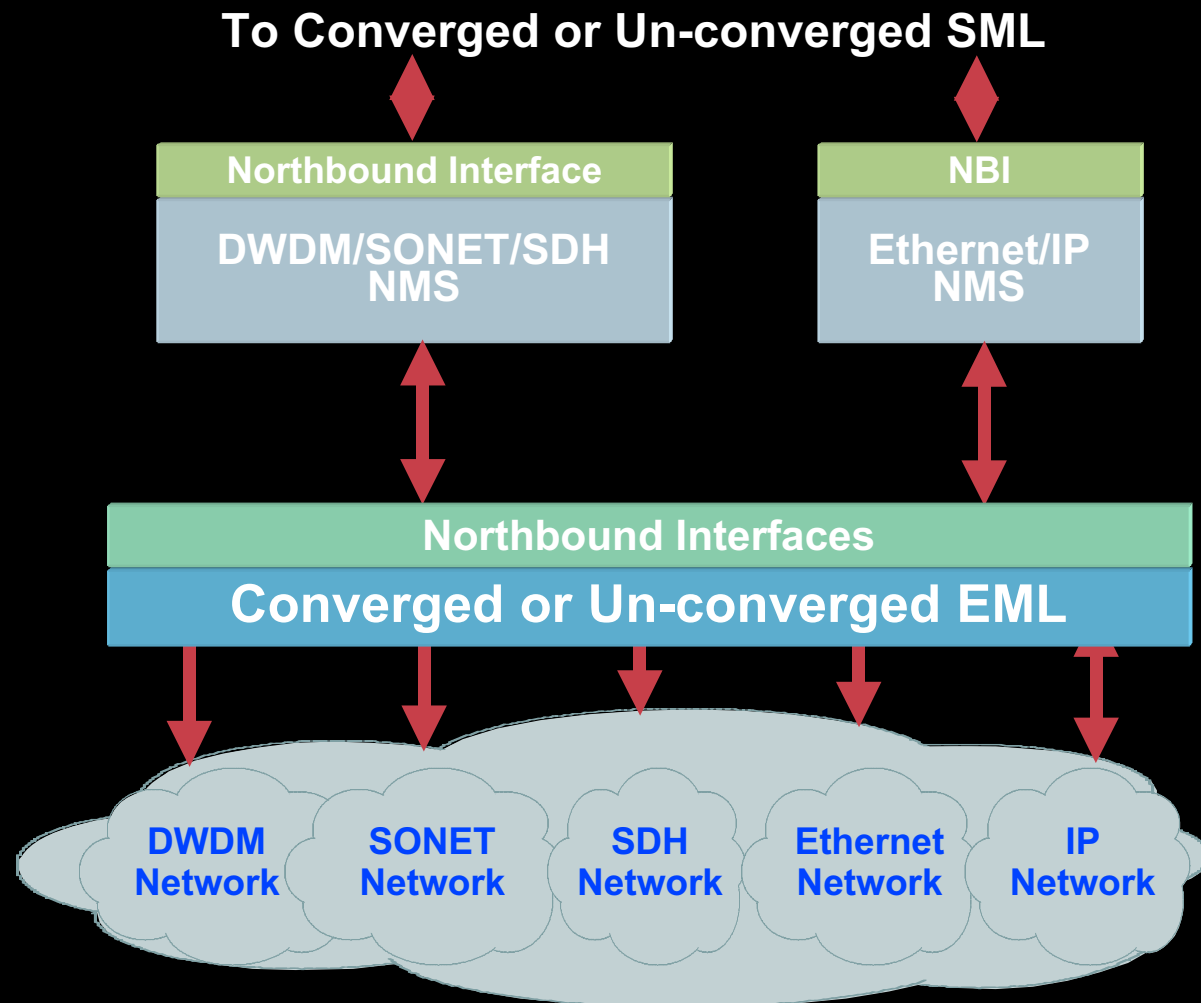 To Converged or Un-converged SML
Northbound Interface
NBI
DWDM/SONET/SDH
NMS
Ethernet/IP
NMS
Northbound Interfaces
Converged or Un-converged EML
DWDM
Network
SONET
Network
SDH
Network
Ethernet
Network
IP
Network